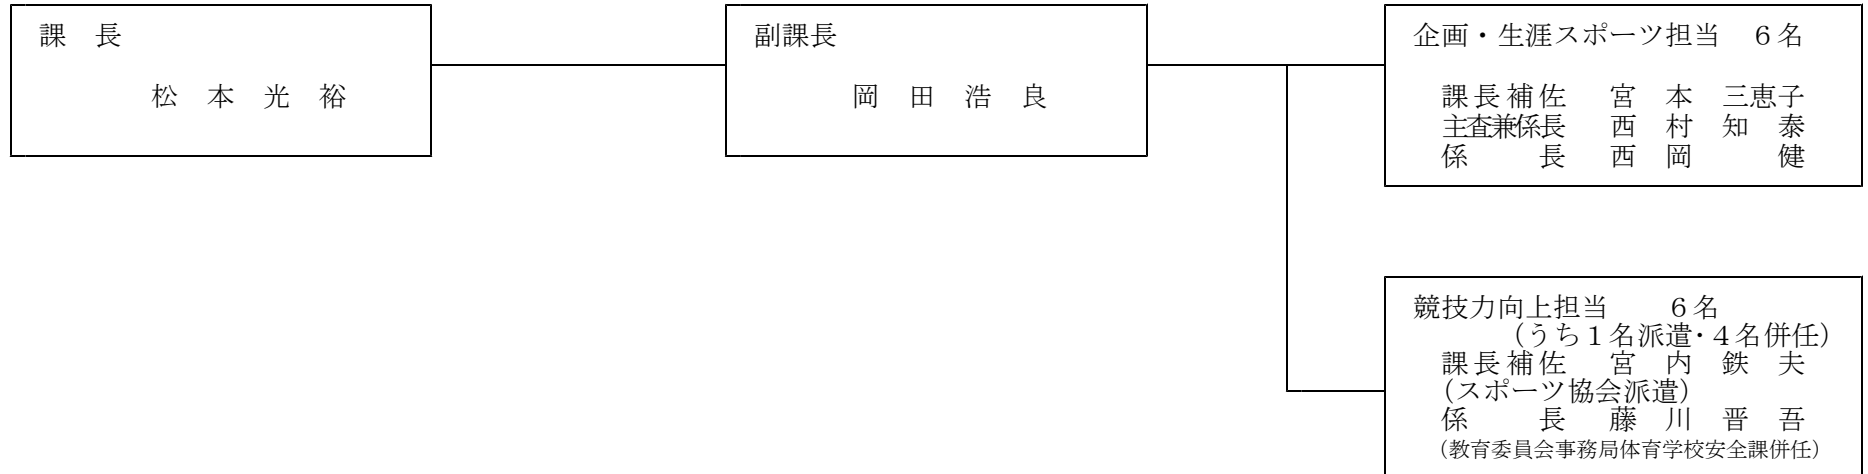 課　長
松　本　光　裕
副課長
岡　田　浩　良
企画・生涯スポーツ担当　６名
課長補佐　宮　本　三恵子
主査兼係長　西　村　知　泰
係　　　長　西　岡　　　健
競技力向上担当　　６名
（うち１名派遣・４名併任）
課長補佐　宮　内　鉄　夫
（スポーツ協会派遣）
係　　　長　藤　川　晋　吾
（教育委員会事務局体育学校安全課併任）